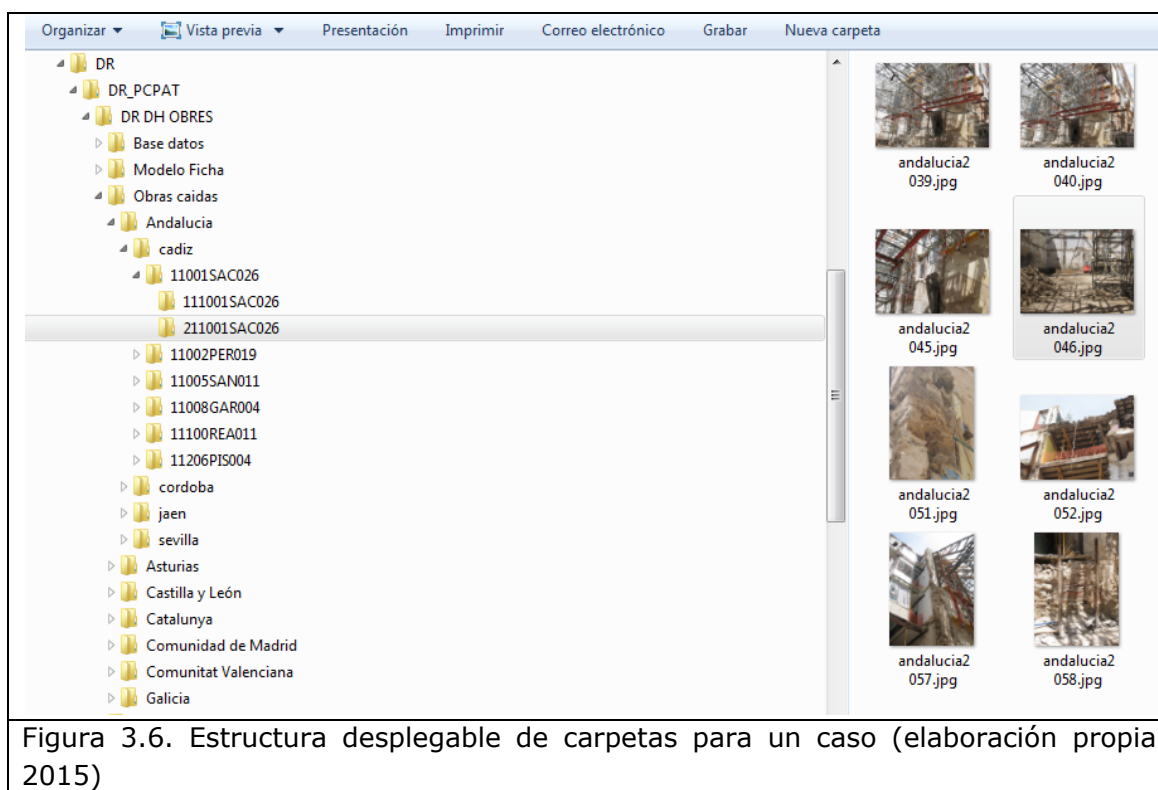 Organizar Vista previa Presentación Imprimir Correo electrónico Grabar Nueva carpeta
DR
DR_PCPAT
DR DH OBRES
Base datos
Modelo Ficha
Obras caidas
Andalucia
cadiz
11001SAC026
111001SAC026
211001SAC026
11002PER019
11005SAN011
11008GAR004
11100REA011
11206PIS004
cordoba
jaen
sevilla
Asturias
Castilla y León
Catalunya
Comunidad de Madrid
Comunitat Valenciana
Galicia
andalucia2
039.jpg
andalucia2
040.jpg
andalucia2
045.jpg
andalucia2
046.jpg
andalucia2
051.jpg
andalucia2
052.jpg
andalucia2
057.jpg
andalucia2
058.jpg
Figura 3.6. Estructura desplegable de carpetas para un caso (elaboración propia
2015)